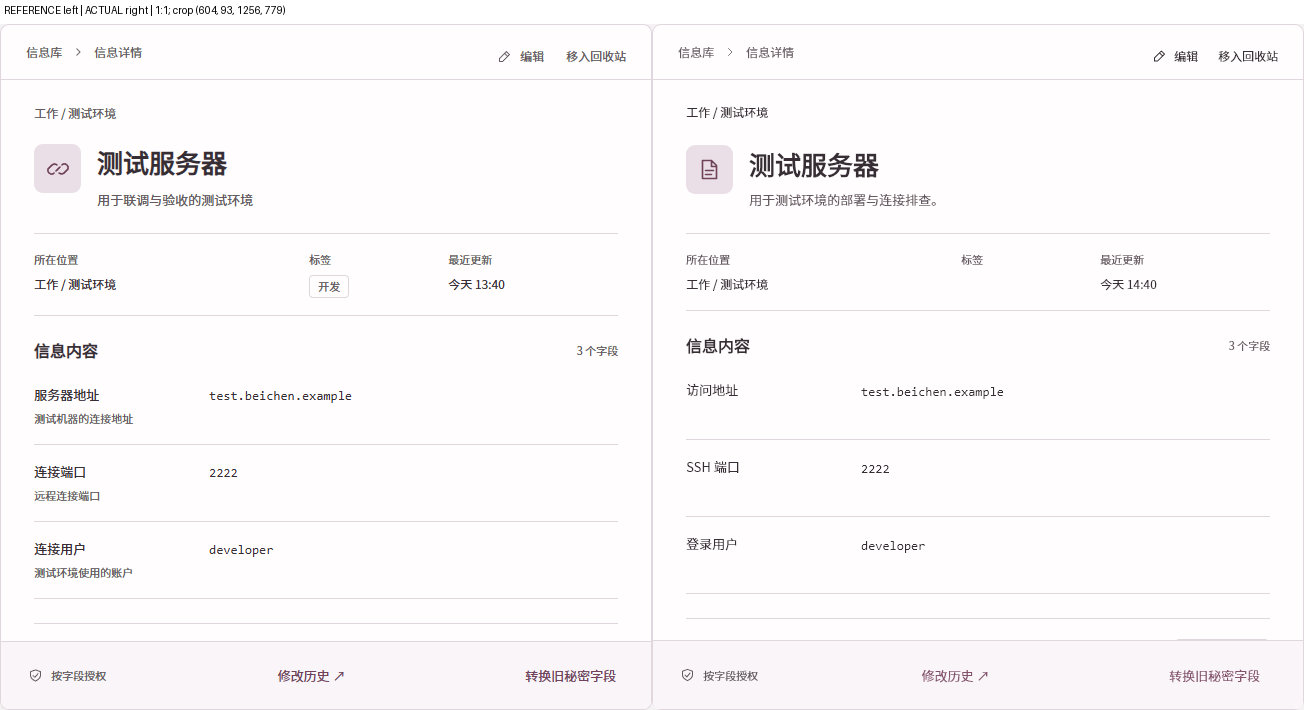 REFERENCE left | ACTUAL right | 1:1; crop (604, 93, 1256, 779)
信息库 > 信息详情
编辑 移入回收站
工作 / 测试环境
测试服务器
用于联调与验收的测试环境
所在位置 标签 最近更新
工作 / 测试环境 开发 今天 13:40
信息内容 3 个字段
服务器地址 test.beichen.example
测试机器的连接地址
连接端口 2222
远程连接端口
连接用户 developer
测试环境使用的账户
按字段授权 修改历史 ↗ 转换旧秘密字段
信息库 > 信息详情
编辑 移入回收站
工作 / 测试环境
测试服务器
用于测试环境的部署与连接排查。
所在位置 标签 最近更新
工作 / 测试环境 今天 14:40
信息内容 3 个字段
访问地址 test.beichen.example
SSH 端口 2222
登录用户 developer
按字段授权 修改历史 ↗ 转换旧秘密字段